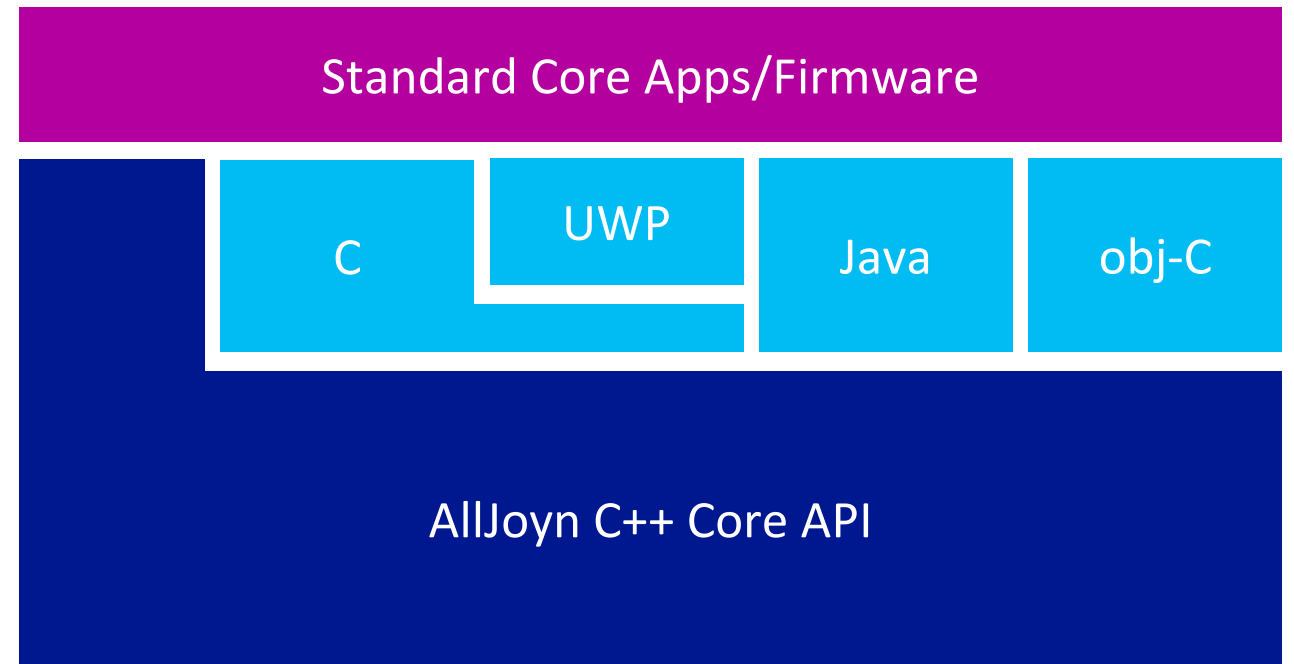 Standard Core Apps/Firmware
C
UWP
Java
obj-C
AllJoyn C++ Core API